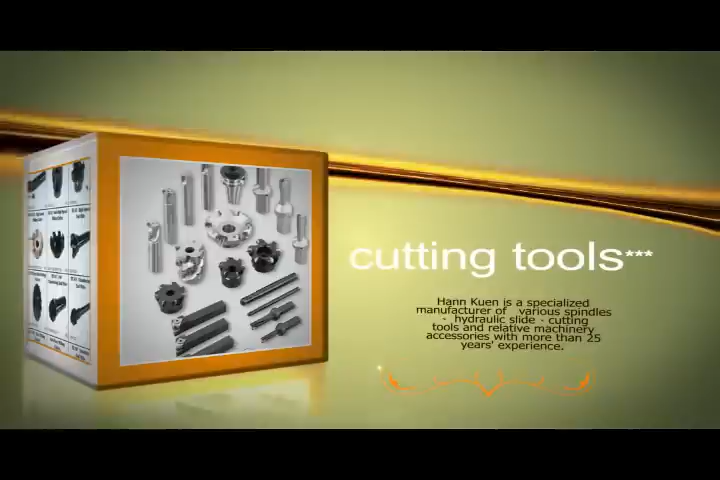 cutting tools***
Hann Kuen is a specialized
manufacturer of various spindles
- hydraulic slide - cutting
tools and relative machinery
accessories with more than 25
years' experience.